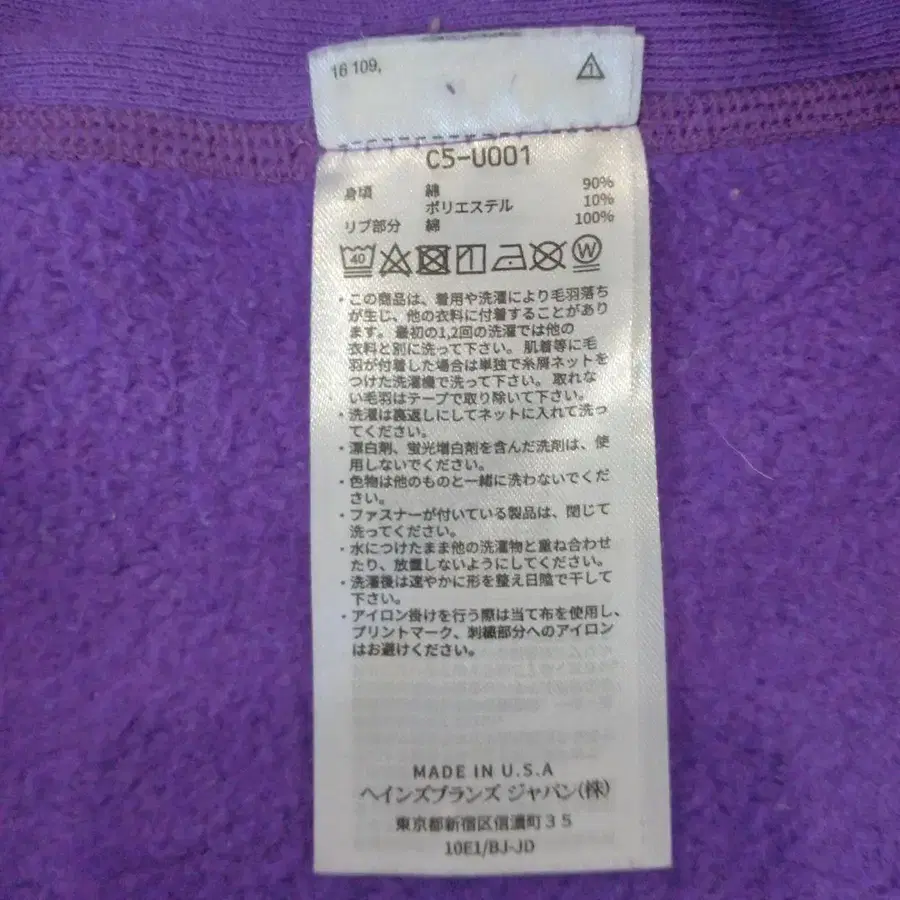 16 109,
1
C5-U001
身頃 綿 90%
ポリエステル 10%
リブ部分 綿 100%
40 W
・この商品は、着用や洗濯により毛羽落ち
が生じ、他の衣料に付着することがあり
ます。最初の1,2回の洗濯では他の
衣料と別に洗って下さい。肌着等に毛
羽が付着した場合は単独で糸屑ネットを
つけた洗濯機で洗って下さい。取れな
い毛羽はテープで取り除いて下さい。
・洗濯は裏返しにしてネットに入れて洗っ
てください。
・漂白剤、蛍光増白剤を含んだ洗剤は、使
用しないでください。
・色物は他のものと一緒に洗わないでくだ
さい。
・ファスナーが付いている製品は、閉じて
洗ってください。
・水につけたまま他の洗濯物と重ね合わせ
たり、放置しないようにしてください。
・洗濯後は速やかに形を整え日陰で干して
下さい。
・アイロン掛けを行う際は当て布を使用し、
プリントマーク、刺繍部分へのアイロン
はお避けください。
MADE IN U.S.A
ヘインズブランズ ジャパン(株)
東京都新宿区信濃町35
10E1/BJ-JD